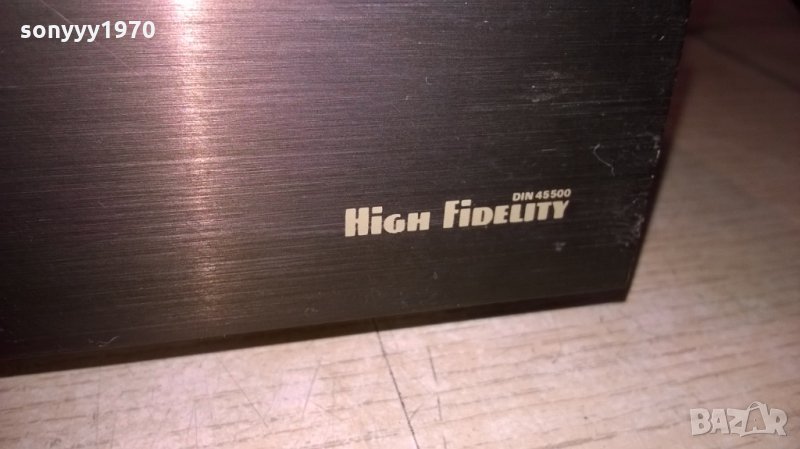 sonyyy1970
DIN 45500
HiGH FiDELITY
BAZAR